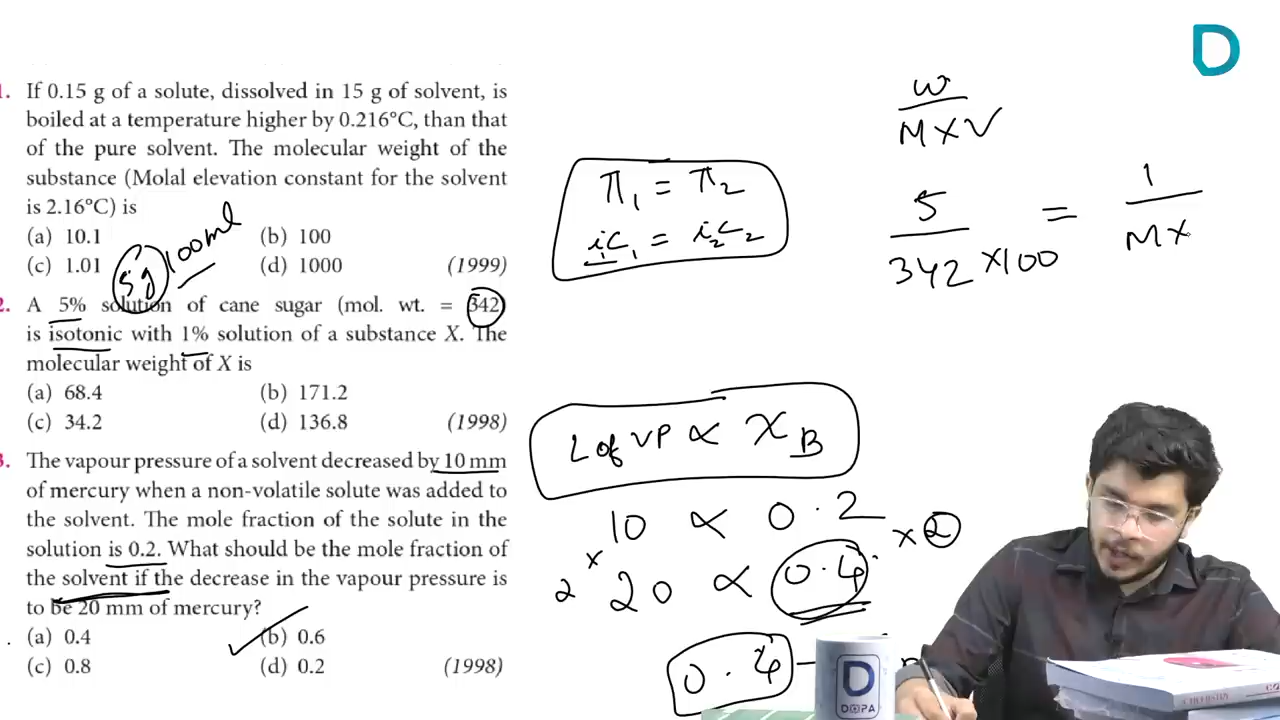 1. If 0.15 g of a solute, dissolved in 15 g of solvent, is
boiled at a temperature higher by 0.216°C, than that
of the pure solvent. The molecular weight of the
substance (Molal elevation constant for the solvent
is 2.16°C) is
(a) 10.1 (b) 100
(c) 1.01 (d) 1000 (1999)
5g 100ml
2. A 5% solution of cane sugar (mol. wt. = 342)
is isotonic with 1% solution of a substance X. The
molecular weight of X is
(a) 68.4 (b) 171.2
(c) 34.2 (d) 136.8 (1998)
3. The vapour pressure of a solvent decreased by 10 mm
of mercury when a non-volatile solute was added to
the solvent. The mole fraction of the solute in the
solution is 0.2. What should be the mole fraction of
the solvent if the decrease in the vapour pressure is
to be 20 mm of mercury?
(a) 0.4 (b) 0.6
(c) 0.8 (d) 0.2 (1998)
π₁ = π₂
i₁C₁ = i₂C₂
w
M×V
5 = 1
342 ×100 M×
L of VP ∝ χ_B
10 ∝ 0.2 ×2
2 × 20 ∝ 0.4
0.4
D
D
DOPA
CHEMISTRY